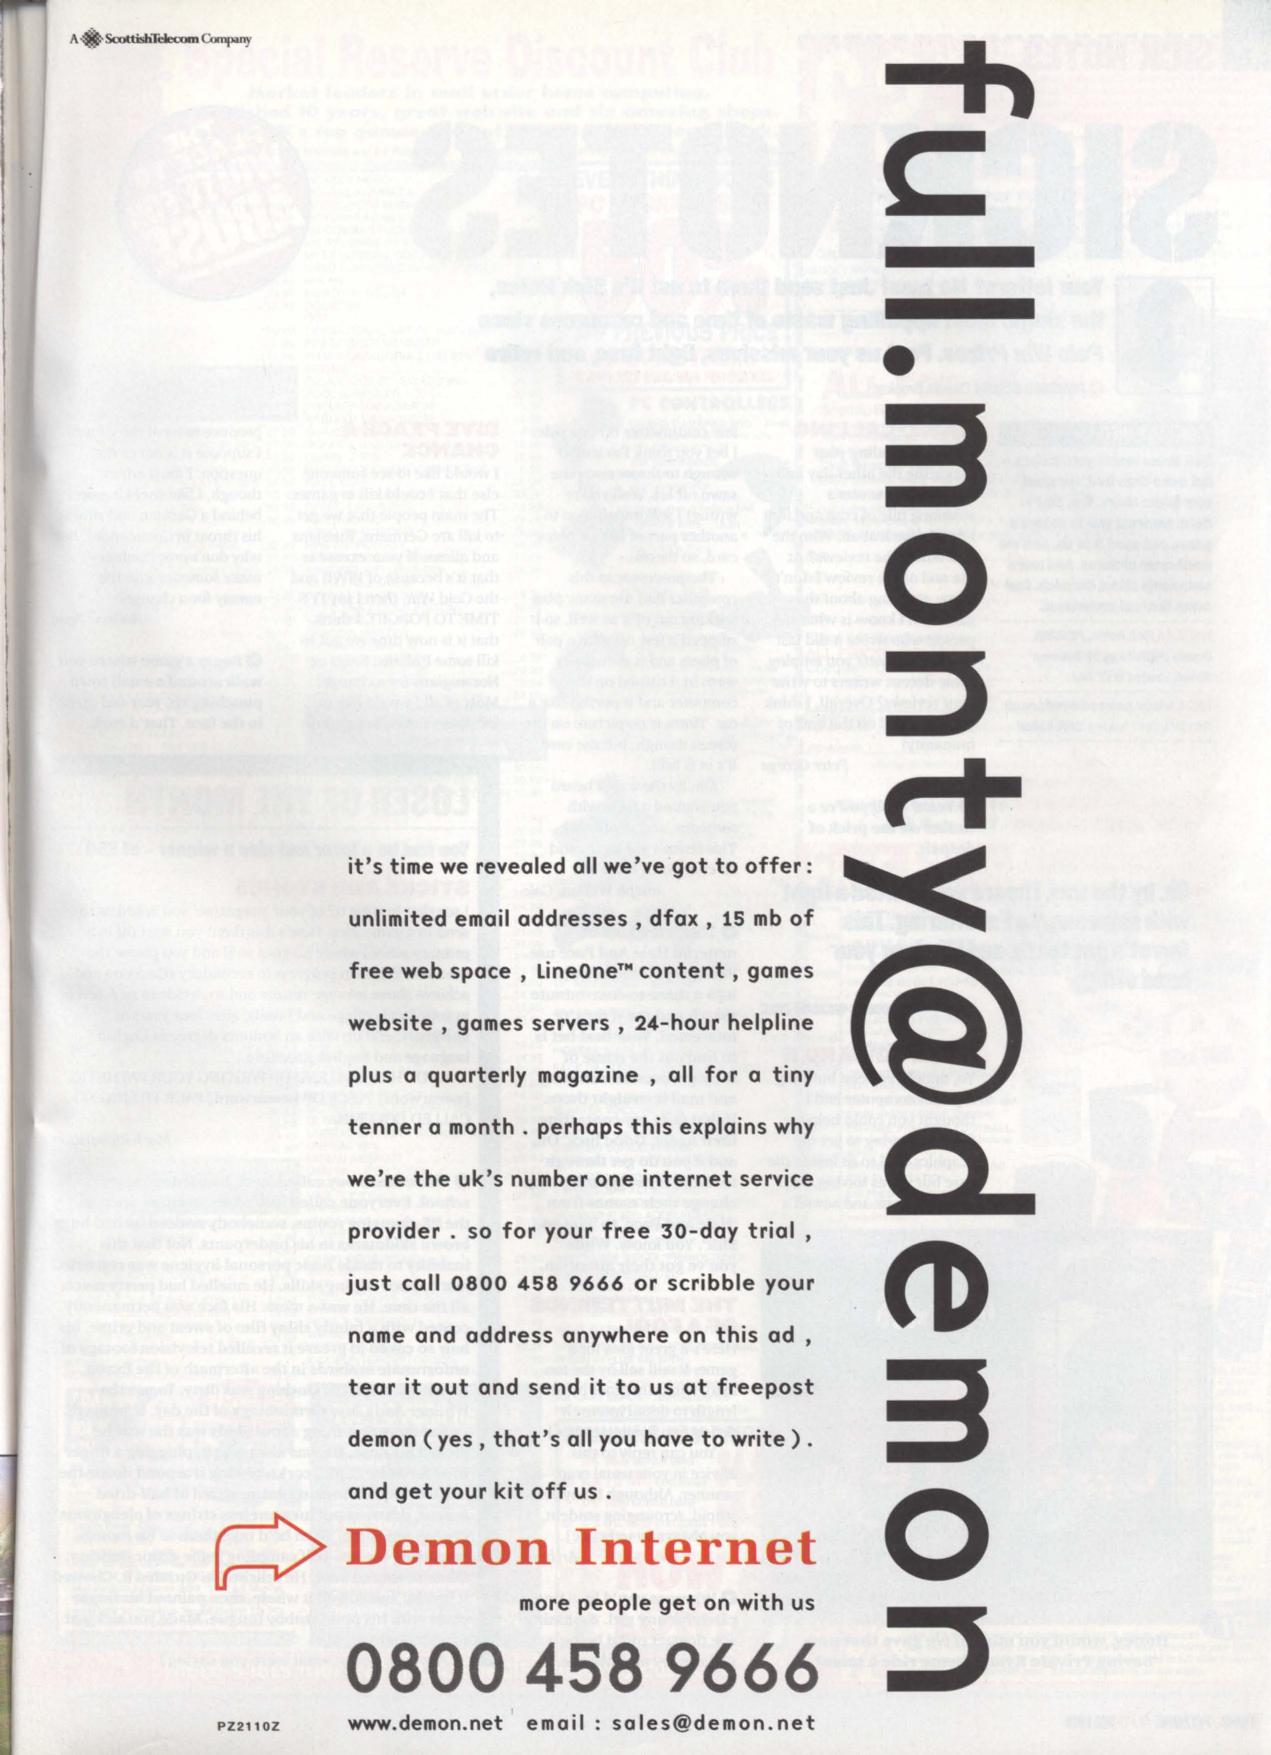 A ScottishTelecom Company
full.monty@demon
it's time we revealed all we've got to offer :
unlimited email addresses , dfax , 15 mb of
free web space , LineOne™ content , games
website , games servers , 24-hour helpline
plus a quarterly magazine , all for a tiny
tenner a month . perhaps this explains why
we're the uk's number one internet service
provider . so for your free 30-day trial ,
just call 0800 458 9666 or scribble your
name and address anywhere on this ad ,
tear it out and send it to us at freepost
demon ( yes , that's all you have to write ) .
and get your kit off us .
Demon Internet
more people get on with us
0800 458 9666
PZ2110Z
www.demon.net email : sales@demon.net